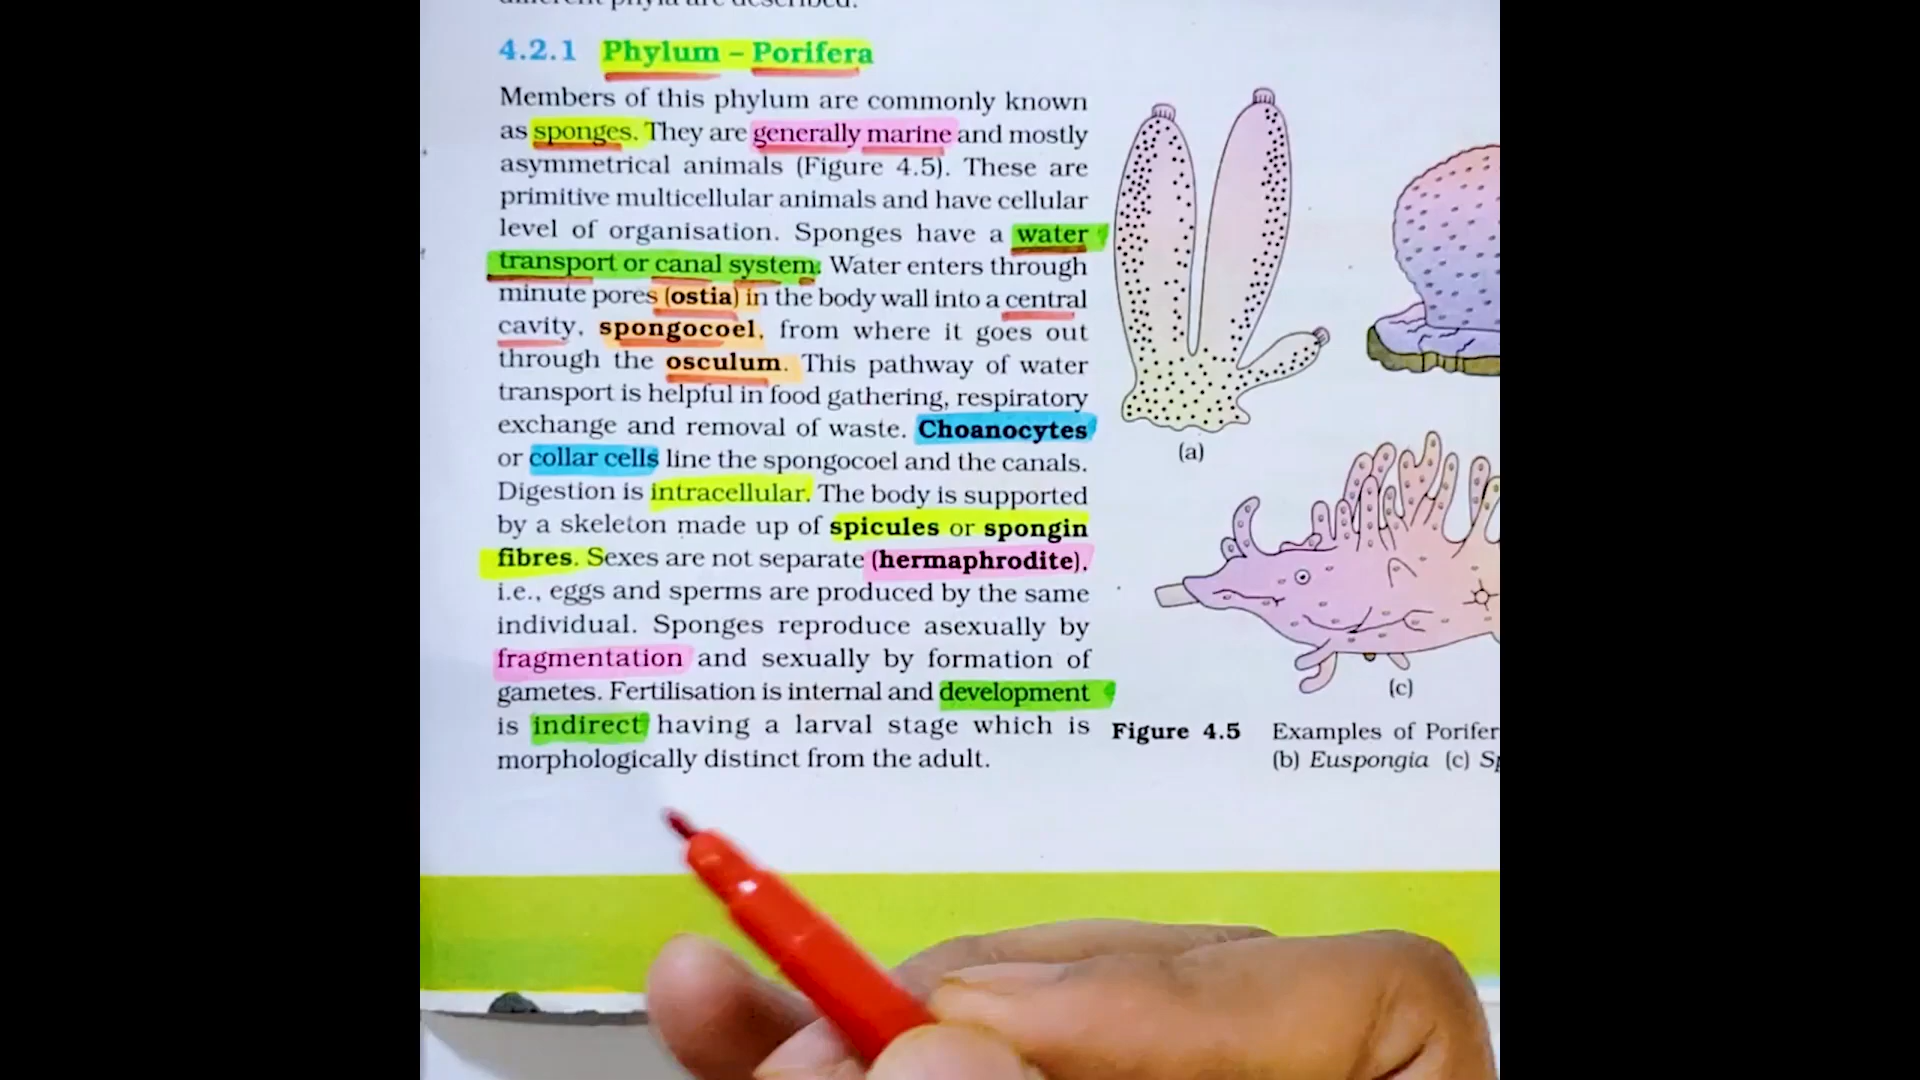 different phyla are described.
4.2.1 Phylum – Porifera
Members of this phylum are commonly known
as sponges. They are generally marine and mostly
asymmetrical animals (Figure 4.5). These are
primitive multicellular animals and have cellular
level of organisation. Sponges have a water
transport or canal system. Water enters through
minute pores (ostia) in the body wall into a central
cavity, spongocoel, from where it goes out
through the osculum. This pathway of water
transport is helpful in food gathering, respiratory
exchange and removal of waste. Choanocytes
or collar cells line the spongocoel and the canals.
Digestion is intracellular. The body is supported
by a skeleton made up of spicules or spongin
fibres. Sexes are not separate (hermaphrodite),
i.e., eggs and sperms are produced by the same
individual. Sponges reproduce asexually by
fragmentation and sexually by formation of
gametes. Fertilisation is internal and development
is indirect having a larval stage which is
morphologically distinct from the adult.
(a)
(c)
Figure 4.5 Examples of Porifer
(b) Euspongia (c) Sp